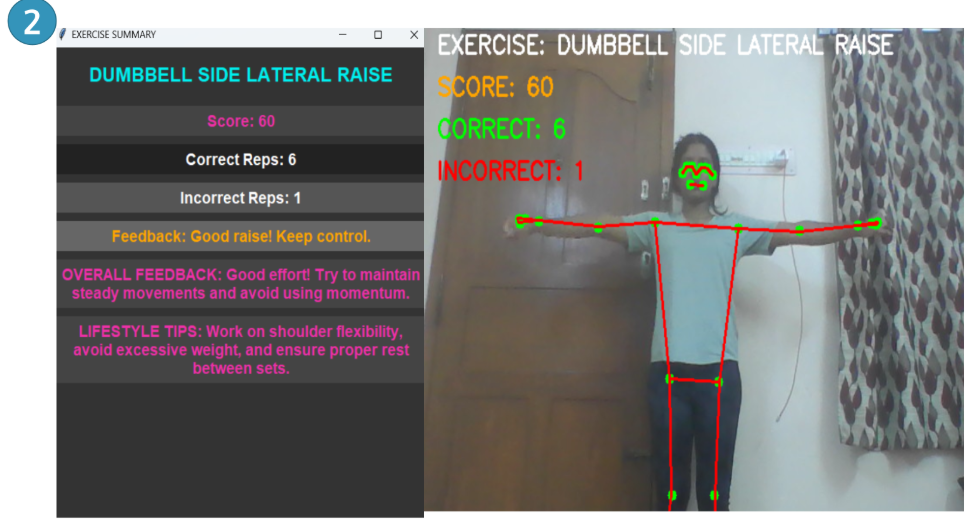 2
EXERCISE SUMMARY
DUMBBELL SIDE LATERAL RAISE
Score: 60
Correct Reps: 6
Incorrect Reps: 1
Feedback: Good raise! Keep control.
OVERALL FEEDBACK: Good effort! Try to maintain
steady movements and avoid using momentum.
LIFESTYLE TIPS: Work on shoulder flexibility,
avoid excessive weight, and ensure proper rest
between sets.
EXERCISE: DUMBBELL SIDE LATERAL RAISE
SCORE: 60
CORRECT: 6
INCORRECT: 1